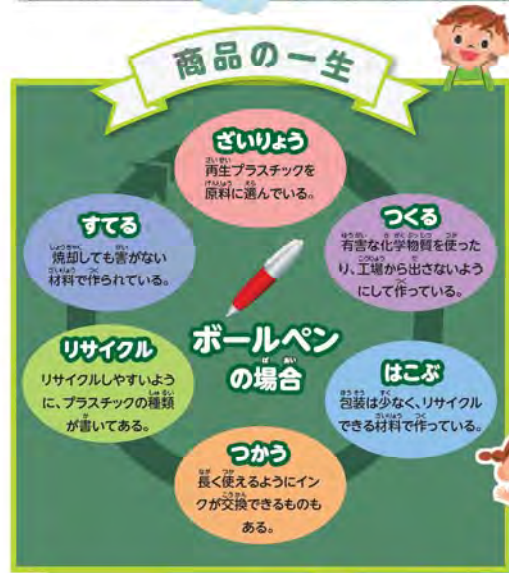 商品の一生
ざいりょう
再生プラスチックを
原料に選んでいる。
つくる
有害な化学物質を使った
り、工場から出さないよう
にして作っている。
はこぶ
包装は少なく、リサイクル
できる材料で作っている。
つかう
長く使えるようにイン
クが交換できるものも
ある。
リサイクル
リサイクルしやすいよう
に、プラスチックの種類
が書いてある。
すてる
焼却しても害がない
材料で作られている。
ボールペン
の場合